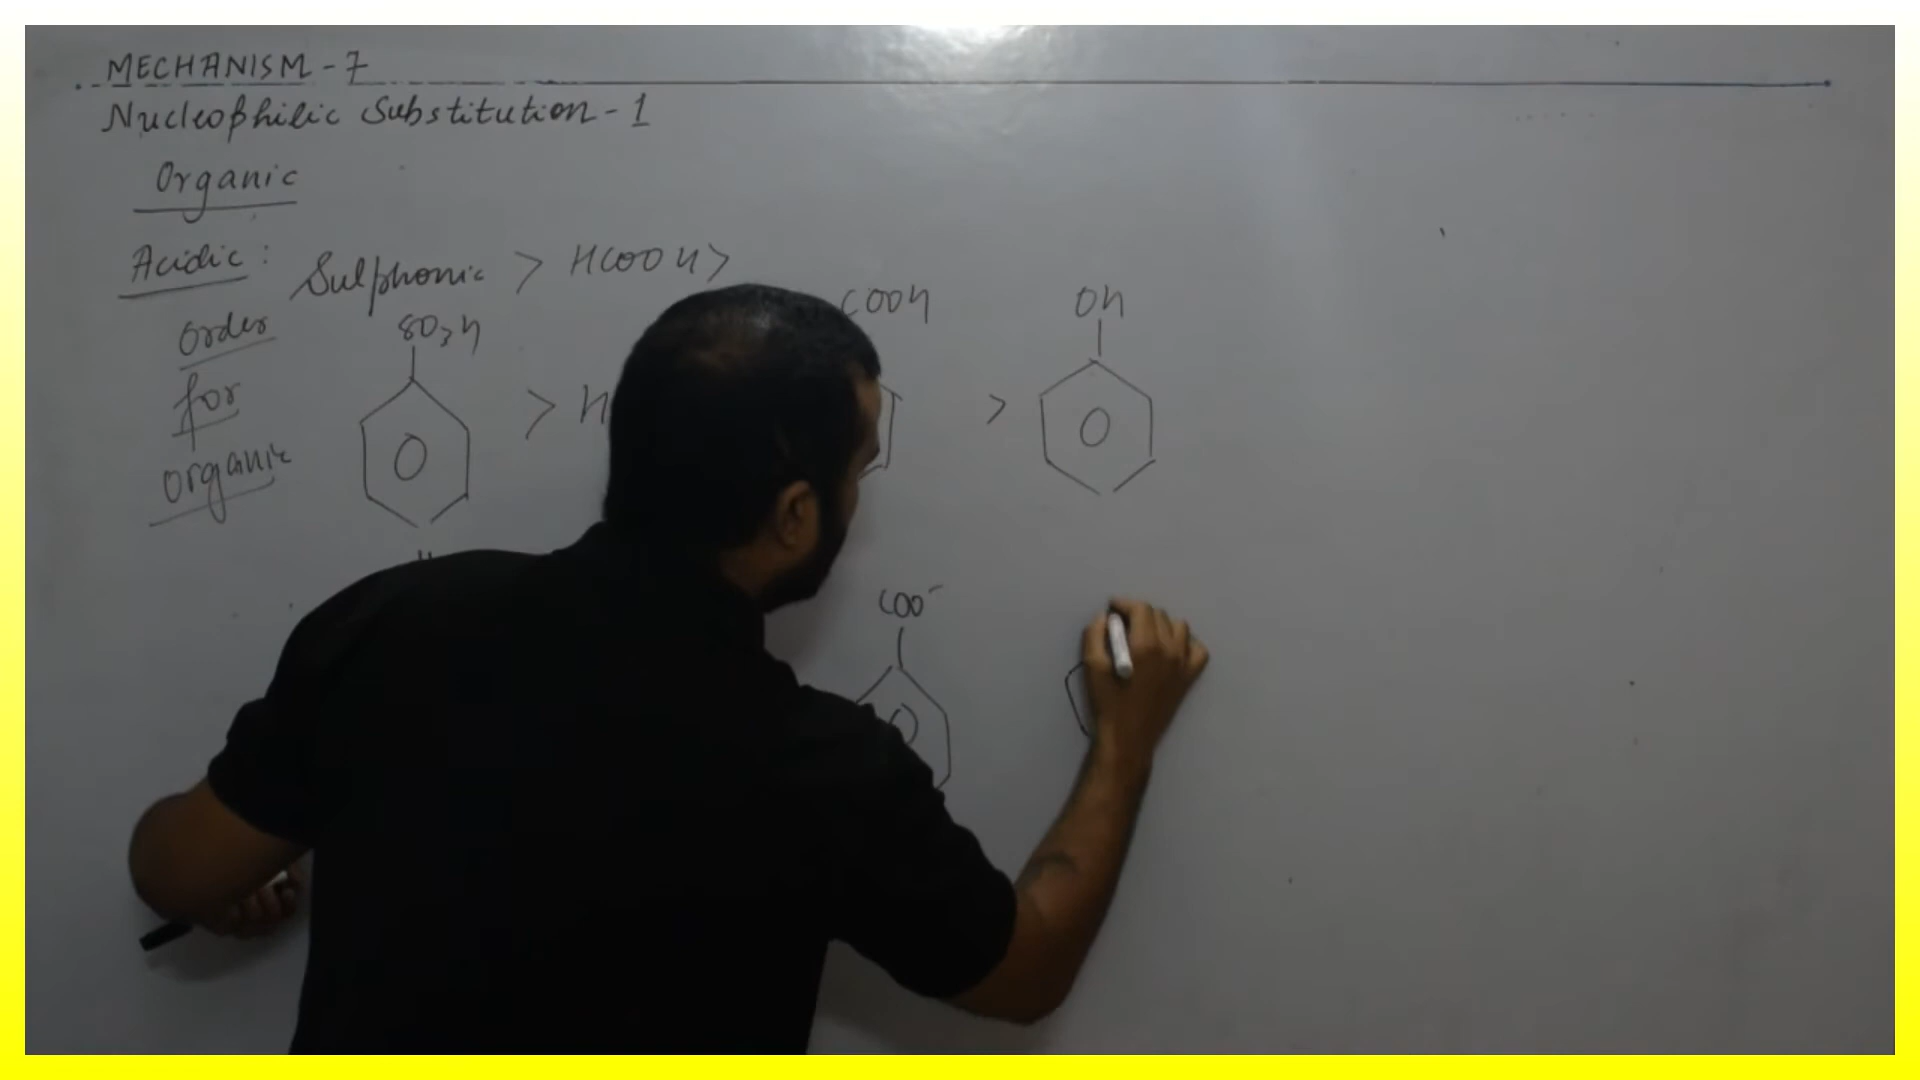 MECHANISM - 7
Nucleophilic Substitution - 1
Organic
Acidic : Sulphonic > HCOOH >
order
for
organic
SO3H
COOH
OH
> H
>
COO-